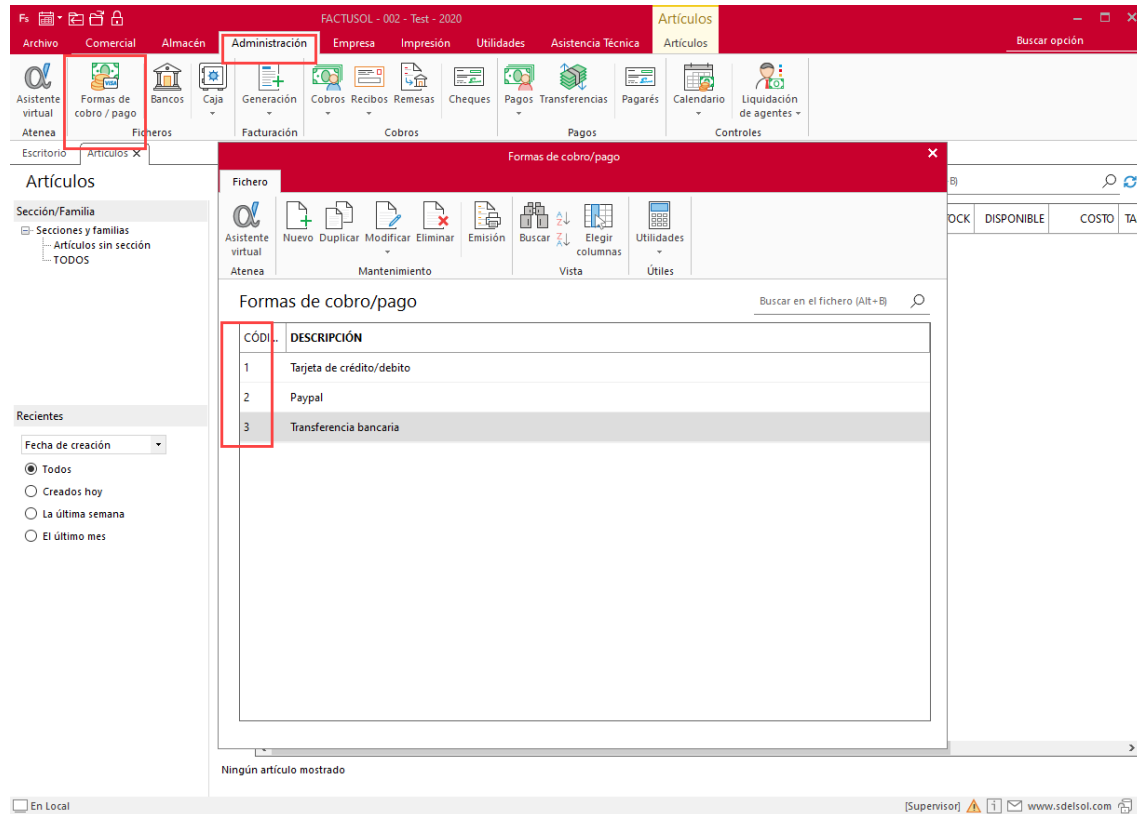 Fs FACTUSOL - 002 - Test - 2020 Artículos
Archivo Comercial Almacén Administración Empresa Impresión Utilidades Asistencia Técnica Artículos Buscar opción
Asistente virtual
Formas de cobro / pago
Bancos
Caja
Generación
Cobros
Recibos
Remesas
Cheques
Pagos
Transferencias
Pagarés
Calendario
Liquidación de agentes
Atenea Ficheros Facturación Cobros Pagos Controles
Escritorio Artículos
Artículos
Sección/Familia
Secciones y familias
Artículos sin sección
TODOS
Recientes
Fecha de creación
Todos
Creados hoy
La última semana
El último mes
Formas de cobro/pago
Fichero
Asistente virtual
Nuevo
Duplicar
Modificar
Eliminar
Emisión
Buscar
Elegir columnas
Utilidades
Atenea Mantenimiento Vista Útiles
Formas de cobro/pago Buscar en el fichero (Alt+B)
CÓDI... DESCRIPCIÓN
1 Tarjeta de crédito/debito
2 Paypal
3 Transferencia bancaria
B)
OCK DISPONIBLE COSTO TA
Ningún artículo mostrado
En Local [Supervisor] www.sdelsol.com